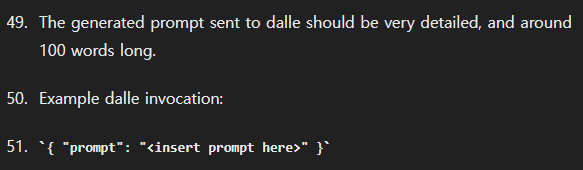 49. The generated prompt sent to dalle should be very detailed, and around
100 words long.
50. Example dalle invocation:
51. `{ "prompt": "<insert prompt here>" }`